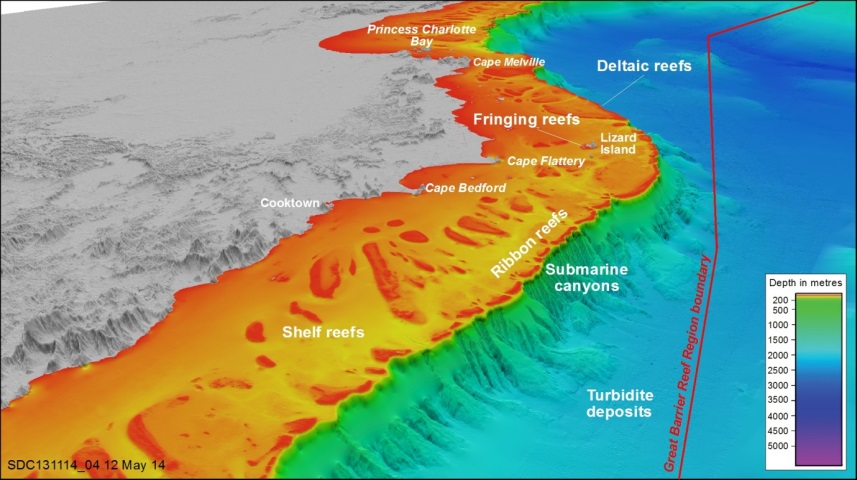 Princess Charlotte
Bay
Cape Melville
Deltaic reefs
Fringing reefs
Lizard
Island
Cape Flattery
Cape Bedford
Cooktown
Ribbon reefs
Submarine
canyons
Shelf reefs
Turbidite
deposits
Great Barrier Reef Region boundary
Depth in metres
200
500
1000
1500
2000
2500
3000
3500
4000
4500
5000
SDC131114_04 12 May 14